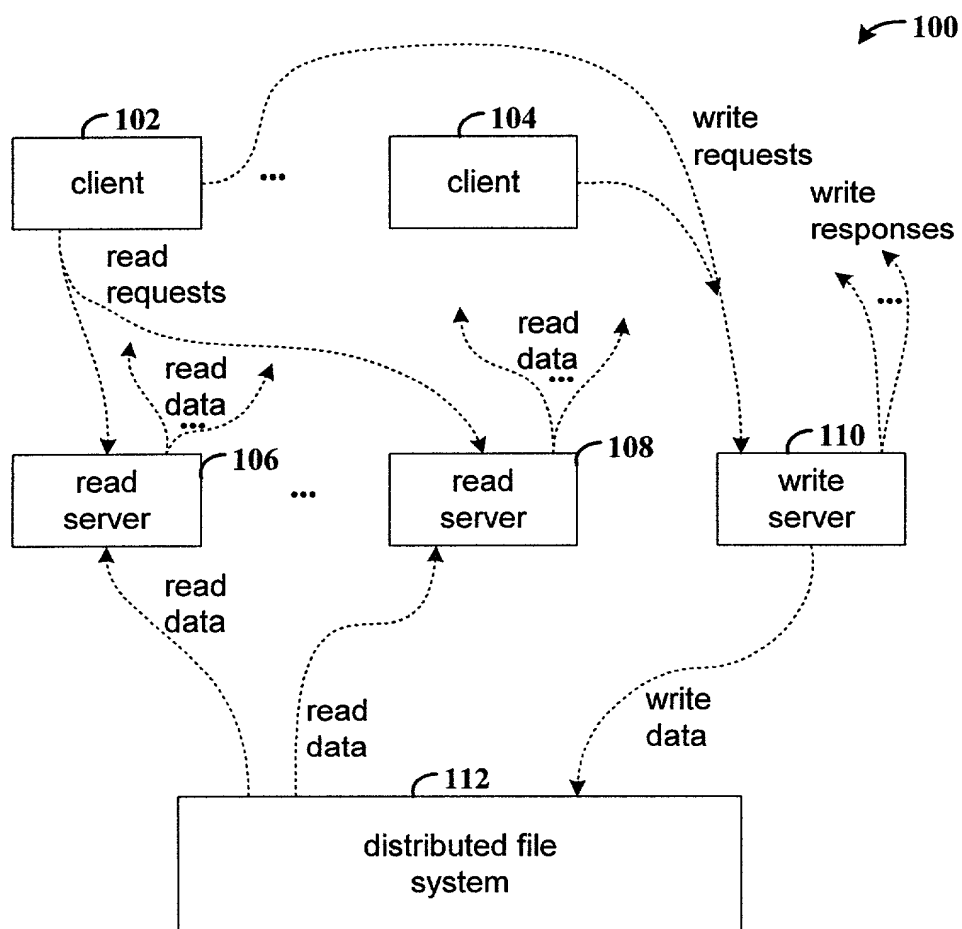 100
102
client
...
104
client
write
requests
write
responses
...
read
requests
read
data
...
read
data
...
106
read
server
...
108
read
server
110
write
server
read
data
read
data
write
data
112
distributed file
system